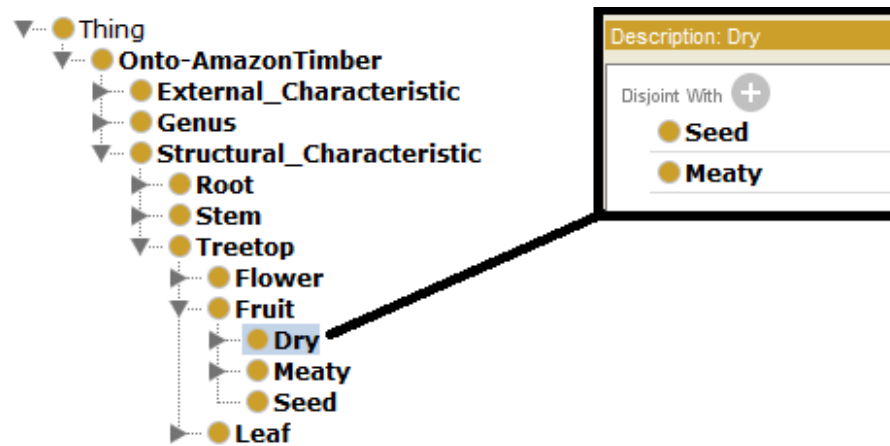 Thing
Onto-AmazonTimber
External_Characteristic
Genus
Structural_Characteristic
Root
Stem
Treetop
Flower
Fruit
Dry
Meaty
Seed
Leaf
Description: Dry
Disjoint With
Seed
Meaty